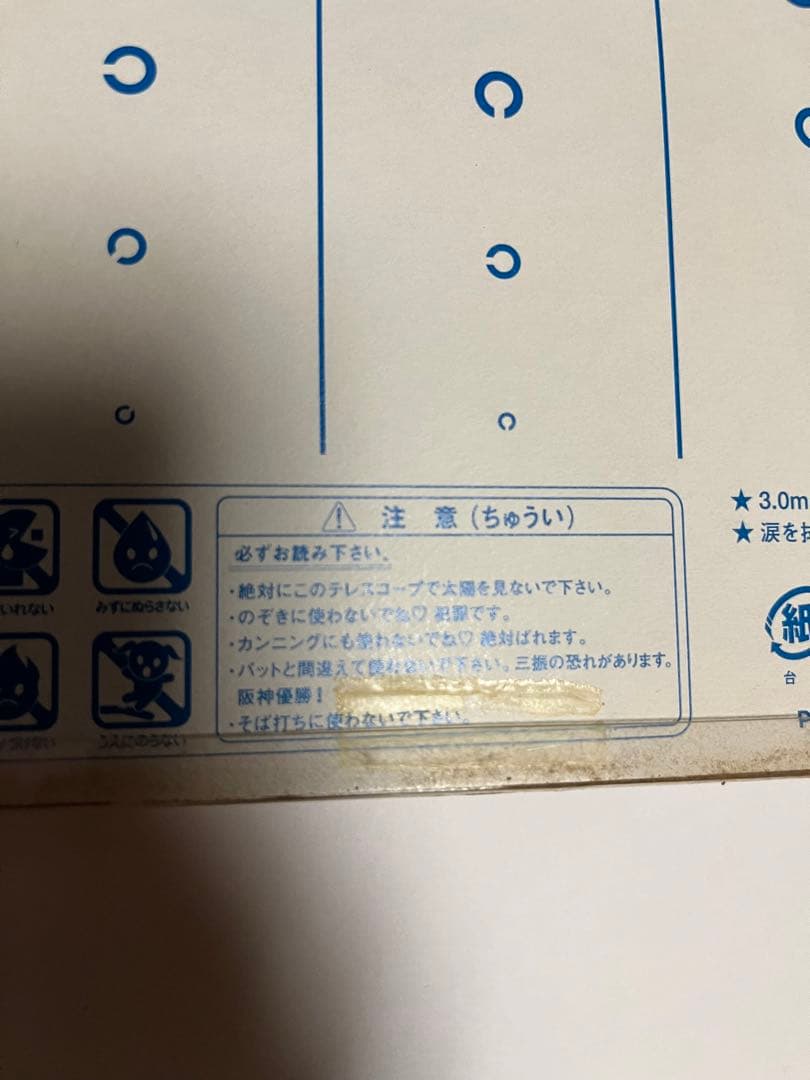 注 意 (ちゅうい)
必ずお読み下さい。
・絶対にこのテレスコープで太陽を見ないで下さい。
・のぞきに使わないでね♡ 犯罪です。
・カンニングにも使わないでね♡ 絶対ばれます。
・バットと間違えて使わないで下さい。三振の恐れがあります。
阪神優勝！
・そば打ちに使わないで下さい。
いれない
みずにぬらさない
うえにのらない
★ 3.0m
★ 涙を
紙
台
P